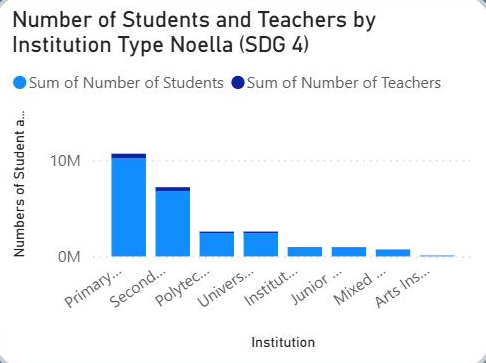 Number of Students and Teachers by
Institution Type Noella (SDG 4)
Sum of Number of Students Sum of Number of Teachers
Numbers of Student a...
10M
0M
Primary...
Second...
Polytec...
Univers...
Institut...
Junior ...
Mixed ...
Arts Ins...
Institution